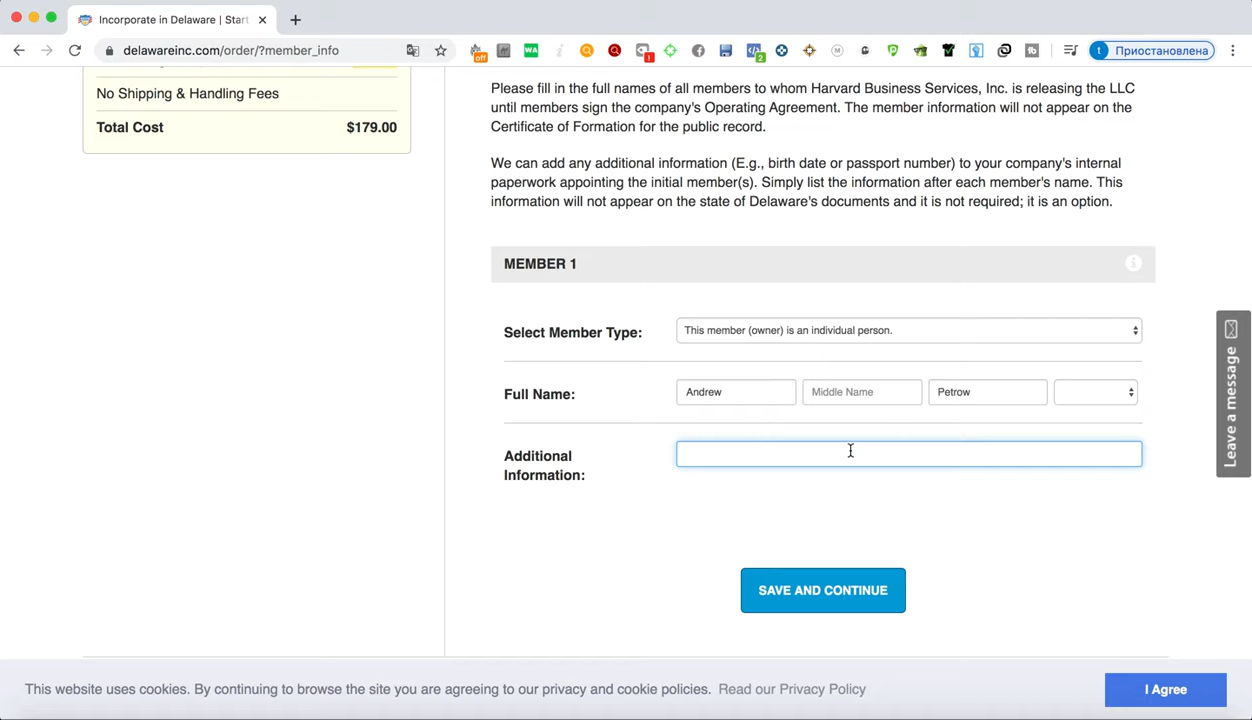 Incorporate in Delaware | Start
delawareinc.com/order/?member_info
off
WA
1
2
t Приостановлена
No Shipping & Handling Fees
Total Cost $179.00
Please fill in the full names of all members to whom Harvard Business Services, Inc. is releasing the LLC
until members sign the company's Operating Agreement. The member information will not appear on the
Certificate of Formation for the public record.
We can add any additional information (E.g., birth date or passport number) to your company's internal
paperwork appointing the initial member(s). Simply list the information after each member's name. This
information will not appear on the state of Delaware's documents and it is not required; it is an option.
MEMBER 1
Select Member Type: This member (owner) is an individual person.
Full Name: Andrew Middle Name Petrow
Additional
Information:
SAVE AND CONTINUE
Leave a message
This website uses cookies. By continuing to browse the site you are agreeing to our privacy and cookie policies. Read our Privacy Policy
I Agree